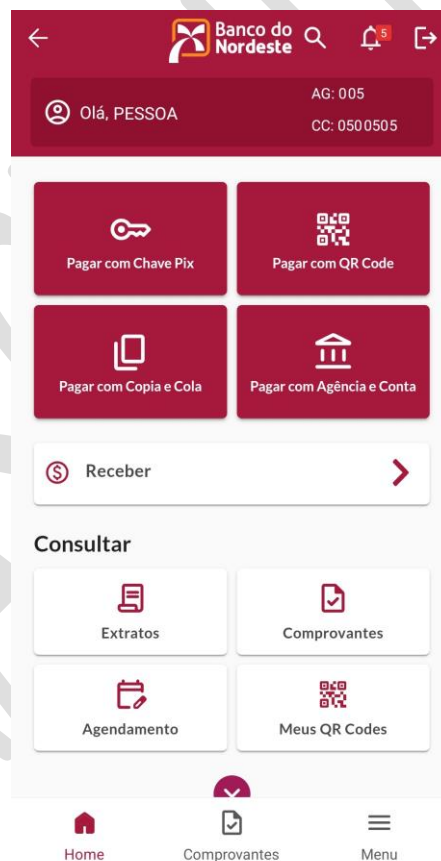 Banco do
Nordeste
5
Olá, PESSOA
AG: 005
CC: 0500505
Pagar com Chave Pix
Pagar com QR Code
Pagar com Copia e Cola
Pagar com Agência e Conta
Receber
Consultar
Extratos
Comprovantes
Agendamento
Meus QR Codes
Home
Comprovantes
Menu